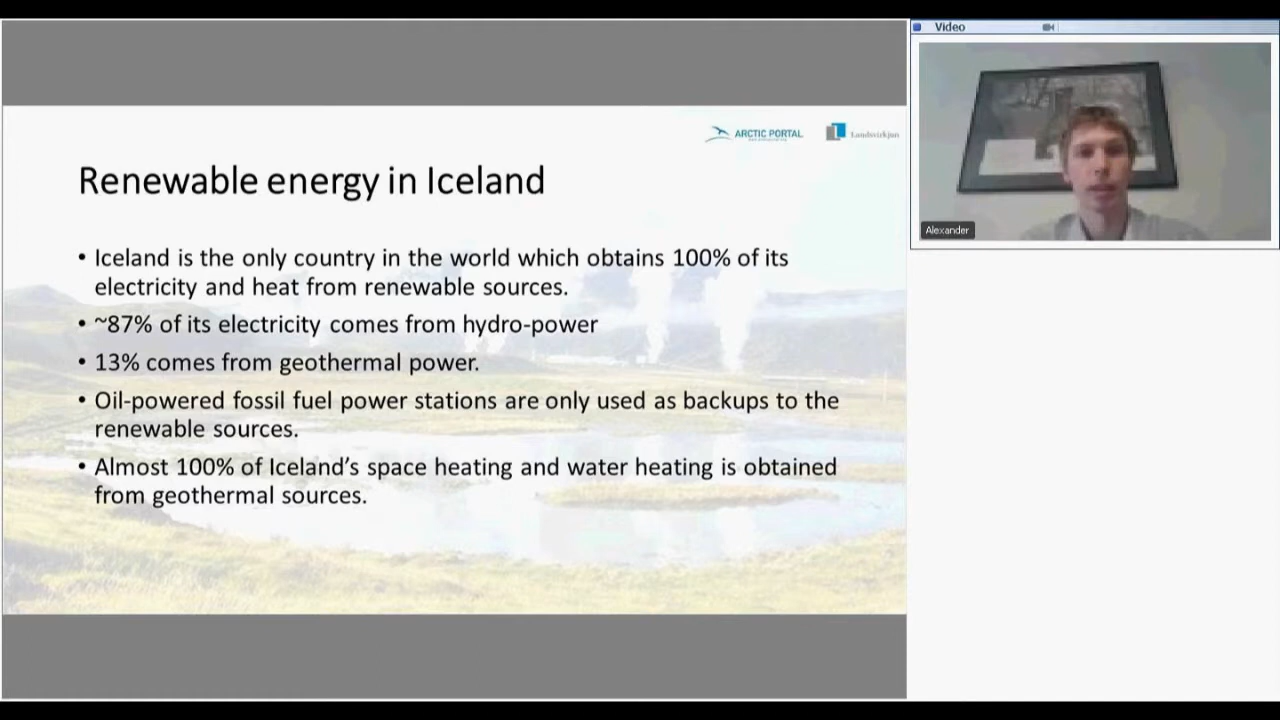 Video
ARCTIC PORTAL
Landsvirkjun
Renewable energy in Iceland
• Iceland is the only country in the world which obtains 100% of its
electricity and heat from renewable sources.
• ~87% of its electricity comes from hydro-power
• 13% comes from geothermal power.
• Oil-powered fossil fuel power stations are only used as backups to the
renewable sources.
• Almost 100% of Iceland’s space heating and water heating is obtained
from geothermal sources.
Alexander